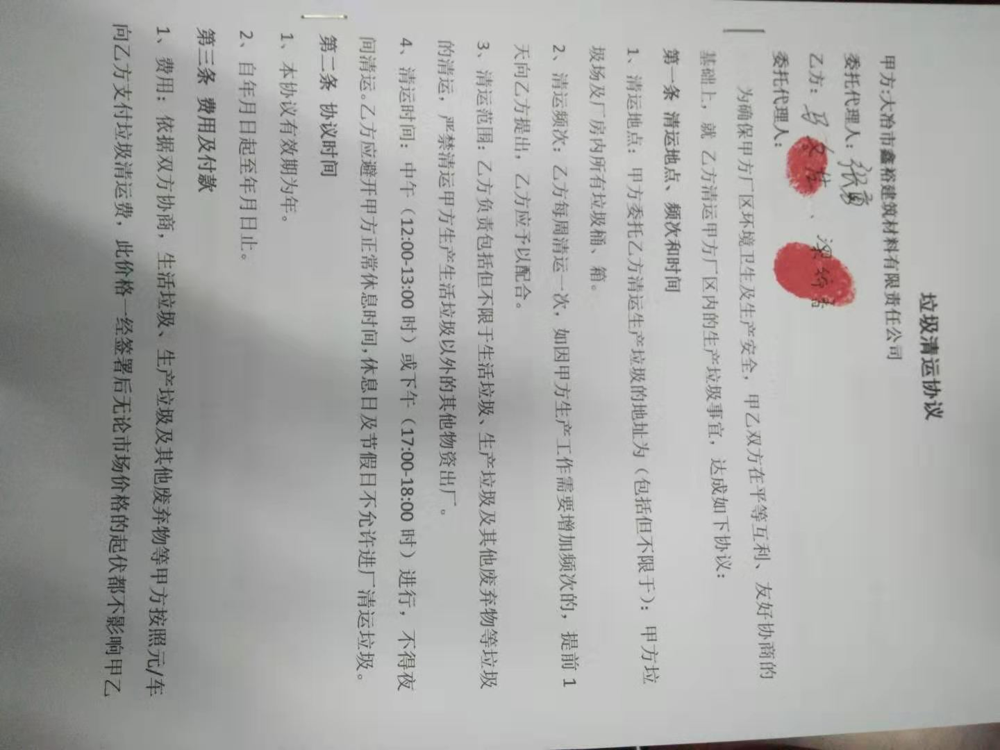 垃圾清运协议
甲方:大冶市鑫裕建筑材料有限责任公司
委托代理人：张
乙方：马
委托代理人：
为确保甲方厂区环境卫生及生产安全，甲乙双方在平等互利、友好协商的
基础上，就 乙方清运甲方厂区内的生产垃圾事宜，达成如下协议：
第一条 清运地点、频次和时间
1、清运地点：甲方委托乙方清运生产垃圾的地址为（包括但不限于）：甲方垃
圾场及厂房内所有垃圾桶、箱。
2、清运频次：乙方每周清运一次，如因甲方生产工作需要增加频次的，提前 1
天向乙方提出，乙方应予以配合。
3、清运范围：乙方负责包括但不限于生活垃圾、生产垃圾及其他废弃物等垃圾
的清运，严禁清运甲方生产生活垃圾以外的其他物资出厂。
4、清运时间：中午（12:00-13:00 时）或下午（17:00-18:00 时）进行，不得夜
间清运。乙方应避开甲方正常休息时间,休息日及节假日不允许进厂清运垃圾。
第二条 协议时间
1、本协议有效期为年。
2、自年月日起至年月日止。
第三条 费用及付款
1、费用：依据双方协商，生活垃圾、生产垃圾及其他废弃物等甲方按照元/车
向乙方支付垃圾清运费，此价格一经签署后无论市场价格的起伏都不影响甲乙